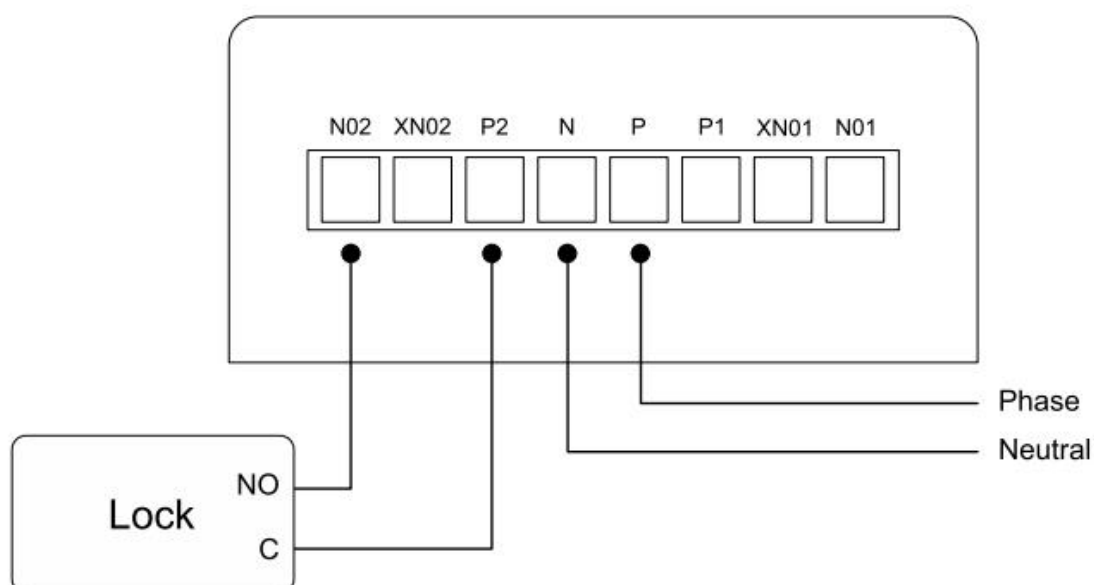 N02 XN02 P2 N P P1 XN01 N01
Phase
Neutral
NO
Lock
C